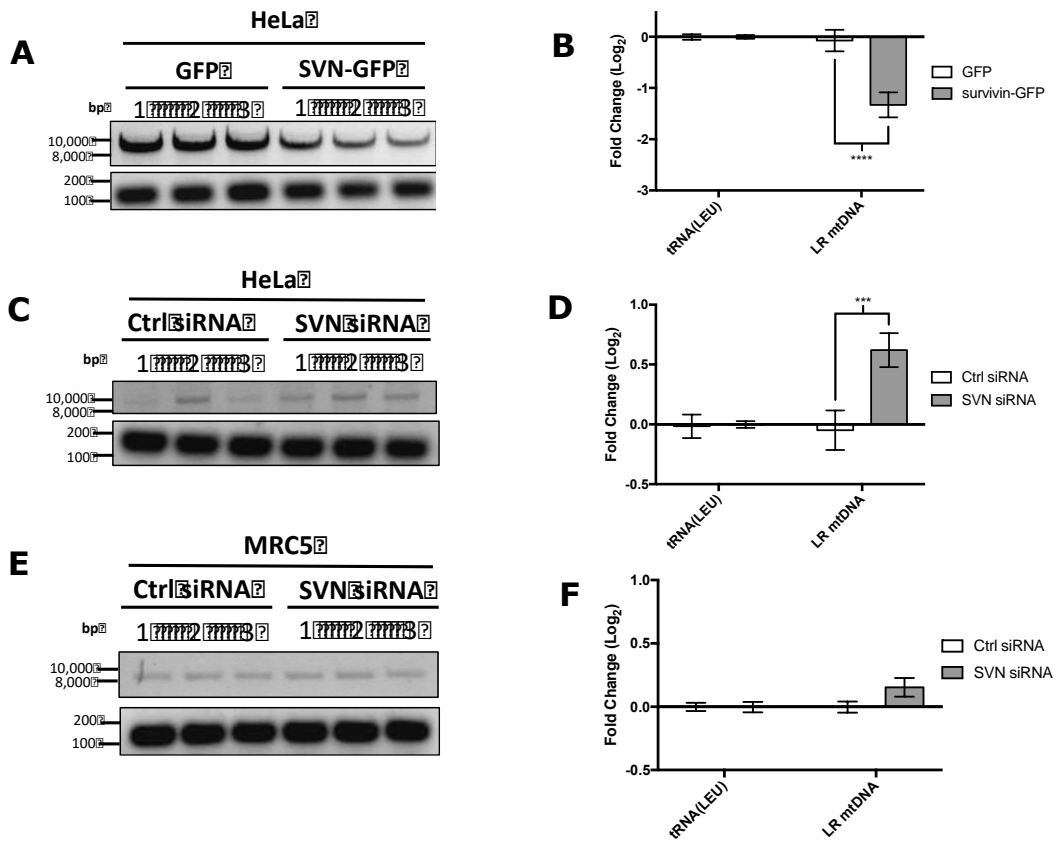 A
HeLa
GFP SVN-GFP
bp 1 2 3 1 2 3
10,000
8,000
200
100
B
Fold Change (Log2)
0
-1
-2
-3
****
tRNA(LEU)
LR mtDNA
GFP
survivin-GFP
C
HeLa
Ctrl siRNA SVN siRNA
bp 1 2 3 1 2 3
10,000
8,000
200
100
D
Fold Change (Log2)
1.0
0.5
0.0
-0.5
***
tRNA(LEU)
LR mtDNA
Ctrl siRNA
SVN siRNA
E
MRC5
Ctrl siRNA SVN siRNA
bp 1 2 3 1 2 3
10,000
8,000
200
100
F
Fold Change (Log2)
1.0
0.5
0.0
-0.5
tRNA(LEU)
LR mtDNA
Ctrl siRNA
SVN siRNA